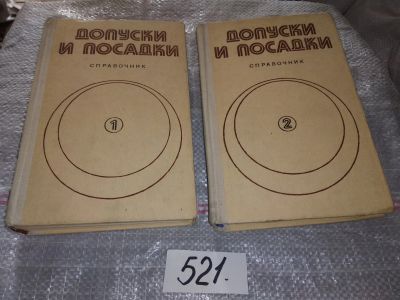 ДОПУСКИ
И ПОСАДКИ
СПРАВОЧНИК
1
ДОПУСКИ
И ПОСАДКИ
СПРАВОЧНИК
2
521.